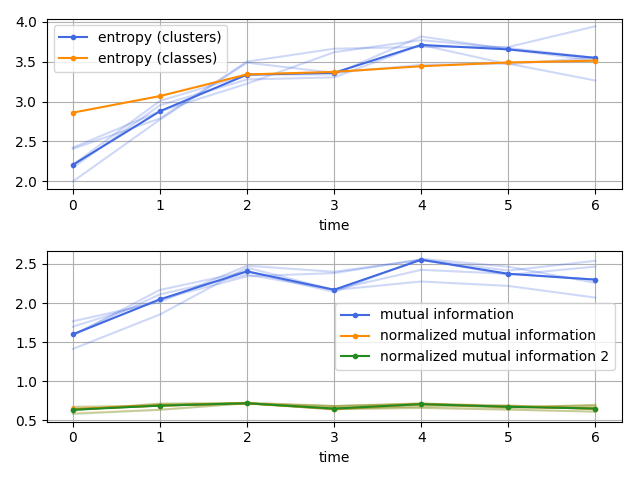 4.0
3.5
3.0
2.5
2.0
entropy (clusters)
entropy (classes)
0 1 2 3 4 5 6
time
2.5
2.0
1.5
1.0
0.5
mutual information
normalized mutual information
normalized mutual information 2
0 1 2 3 4 5 6
time